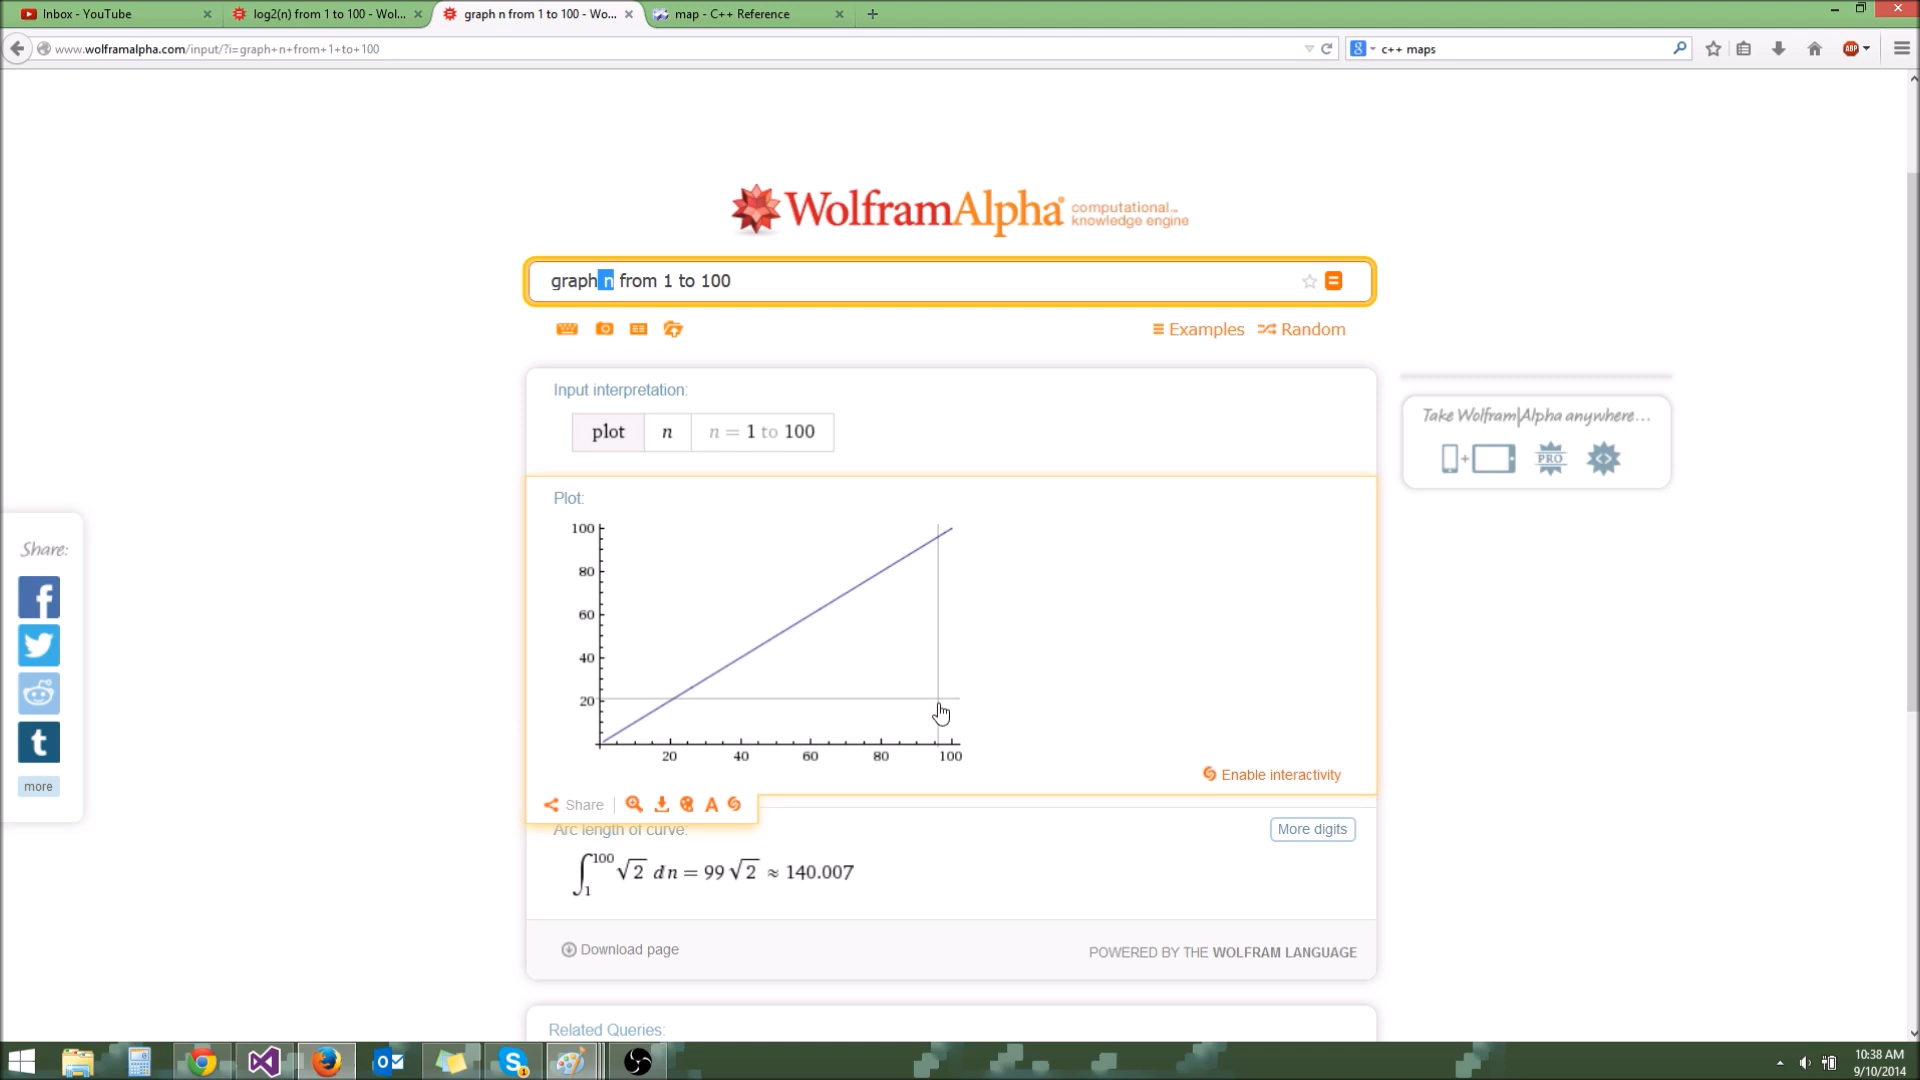 Inbox - YouTube
log2(n) from 1 to 100 - Wol...
graph n from 1 to 100 - Wo...
map - C++ Reference
www.wolframalpha.com/input/?i=graph+n+from+1+to+100
8
c++ maps
ABP
WolframAlpha computational knowledge engine
graph n from 1 to 100
Examples Random
Input interpretation:
plot n n = 1 to 100
Take Wolfram|Alpha anywhere...
PRO
Plot:
100
80
60
40
20
20 40 60 80 100
Enable interactivity
Share A
Share:
f
t
more
Arc length of curve:
More digits
∫₁¹⁰⁰ √2 dn = 99 √2 ≈ 140.007
Download page
POWERED BY THE WOLFRAM LANGUAGE
Related Queries:
10:38 AM
9/10/2014